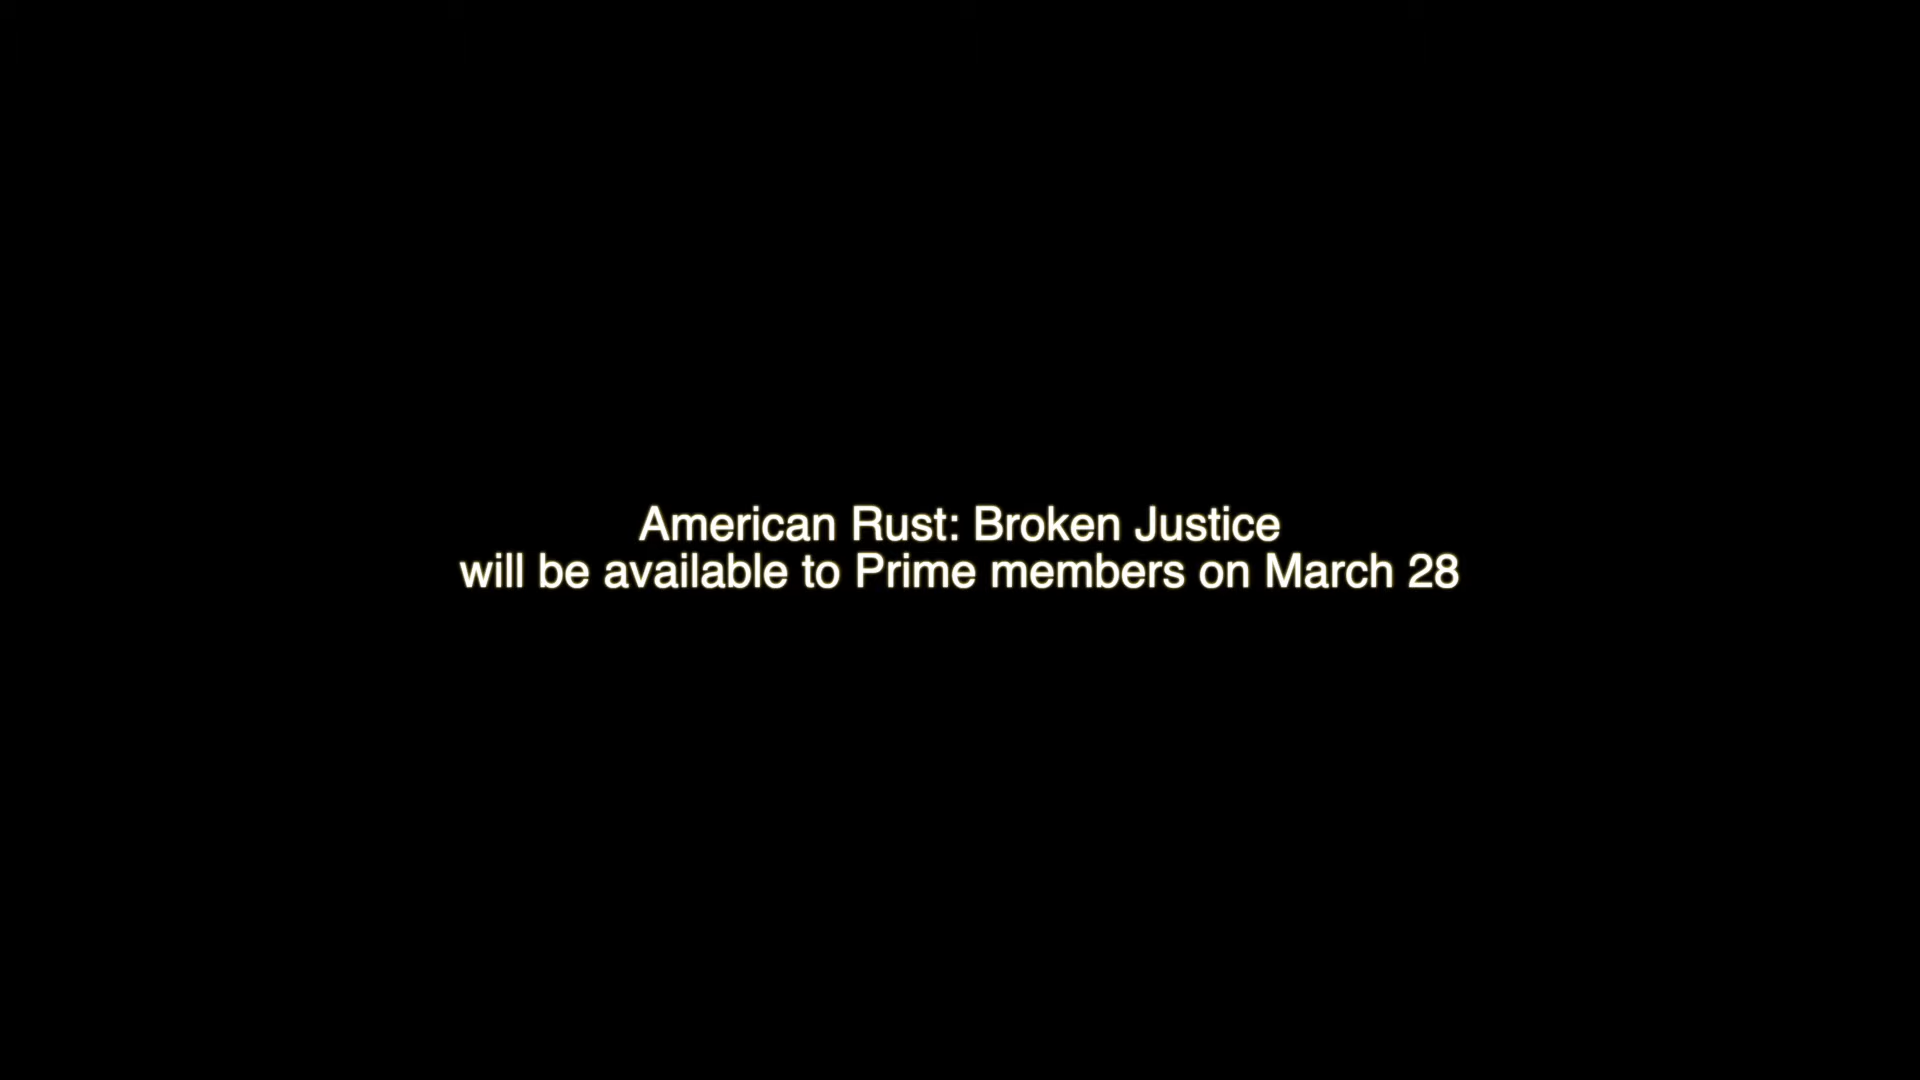 American Rust: Broken Justice
will be available to Prime members on March 28